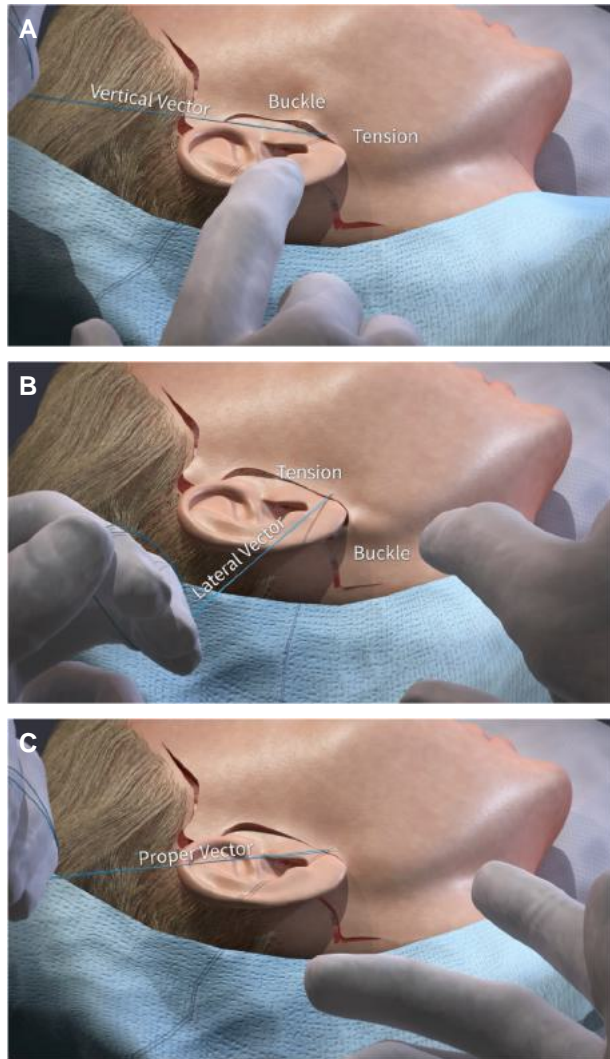 A
Vertical Vector
Buckle
Tension
B
Tension
Lateral Vector
Buckle
C
Proper Vector